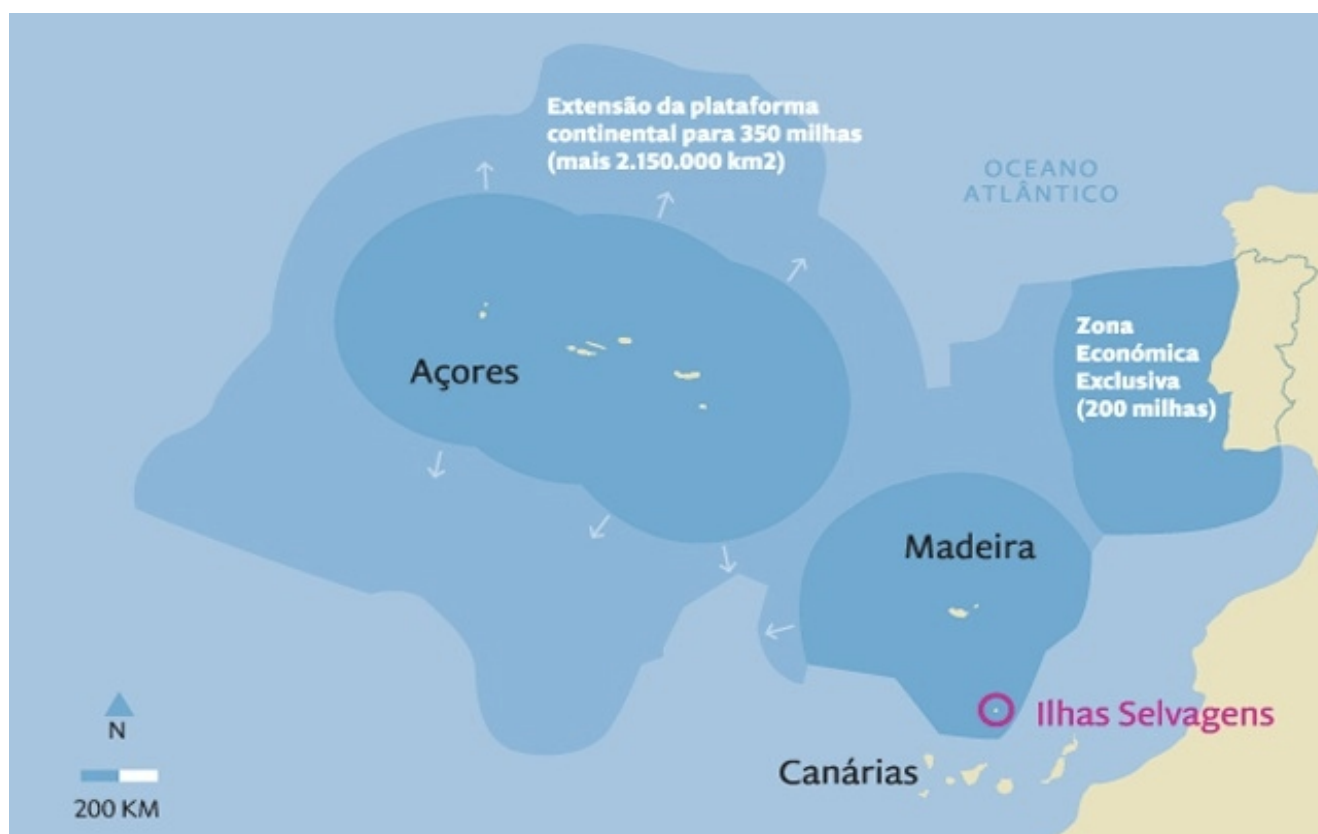 Extensão da plataforma
continental para 350 milhas
(mais 2.150.000 km2)
OCEANO
ATLÂNTICO
Zona
Económica
Exclusiva
(200 milhas)
Açores
Madeira
Ilhas Selvagens
Canárias
N
200 KM